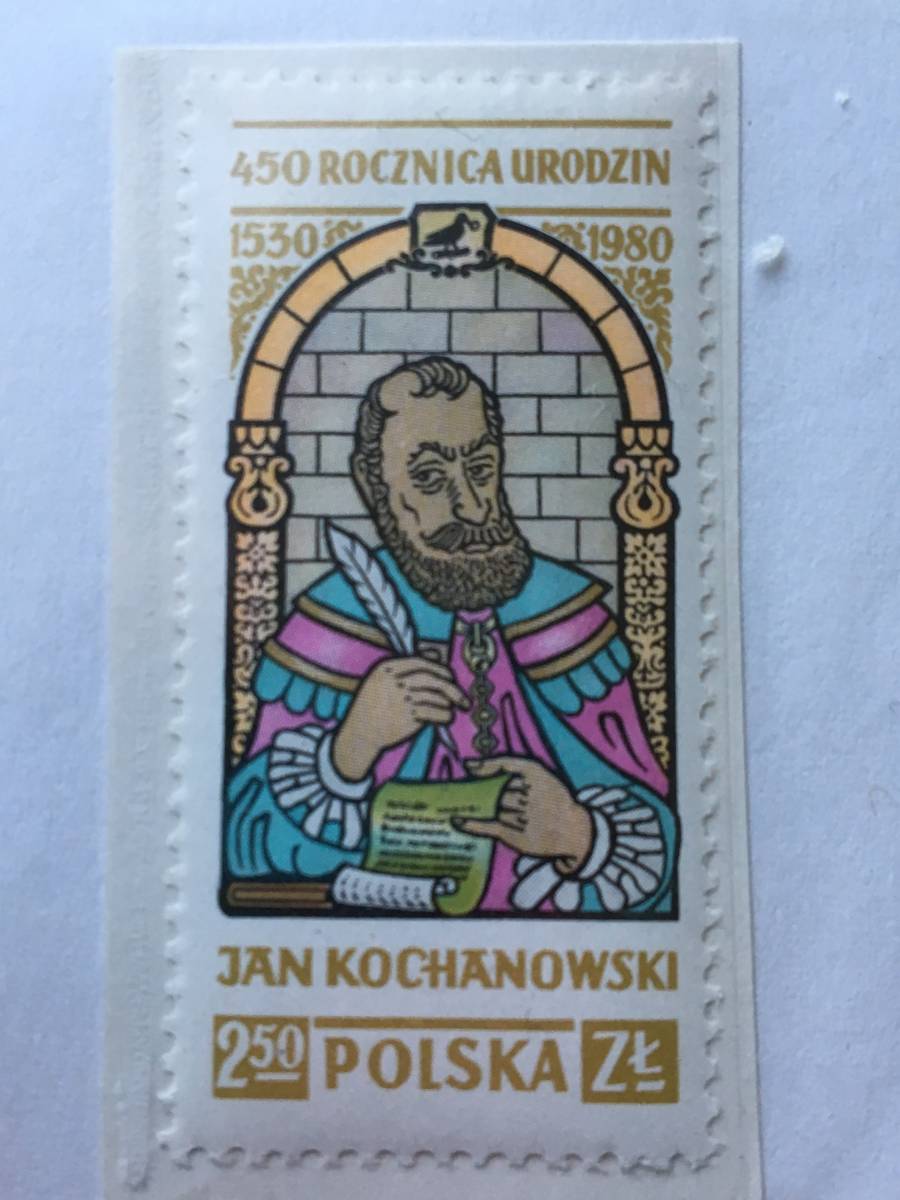 450 ROCZNICA URODZIN
1530 1980
JAN KOCHANOWSKI
2.50 POLSKA ZŁ